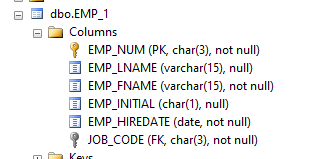 dbo.EMP_1
Columns
EMP_NUM (PK, char(3), not null)
EMP_LNAME (varchar(15), null)
EMP_FNAME (varchar(15), not null)
EMP_INITIAL (char(1), null)
EMP_HIREDATE (date, not null)
JOB_CODE (FK, char(3), not null)
Keys